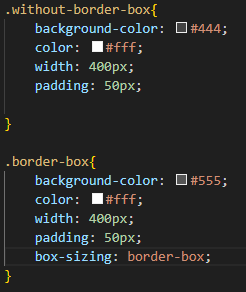 .without-border-box{
    background-color: #444;
    color: #fff;
    width: 400px;
    padding: 50px;
}
.border-box{
    background-color: #555;
    color: #fff;
    width: 400px;
    padding: 50px;
    box-sizing: border-box;
}